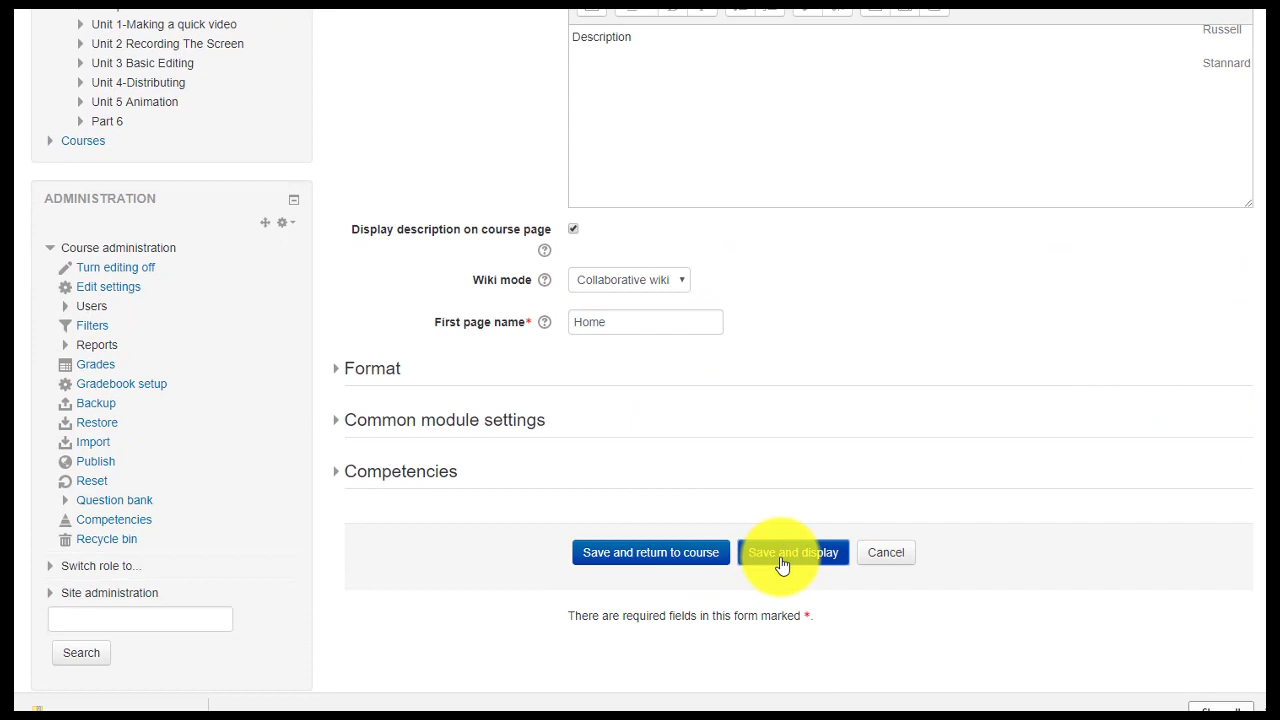 Unit 1-Making a quick video
Unit 2 Recording The Screen
Unit 3 Basic Editing
Unit 4-Distributing
Unit 5 Animation
Part 6
Courses
ADMINISTRATION
Course administration
Turn editing off
Edit settings
Users
Filters
Reports
Grades
Gradebook setup
Backup
Restore
Import
Publish
Reset
Question bank
Competencies
Recycle bin
Switch role to...
Site administration
Search
Description
Russell
Stannard
Display description on course page
Wiki mode
Collaborative wiki
First page name*
Home
Format
Common module settings
Competencies
Save and return to course
Save and display
Cancel
There are required fields in this form marked *.